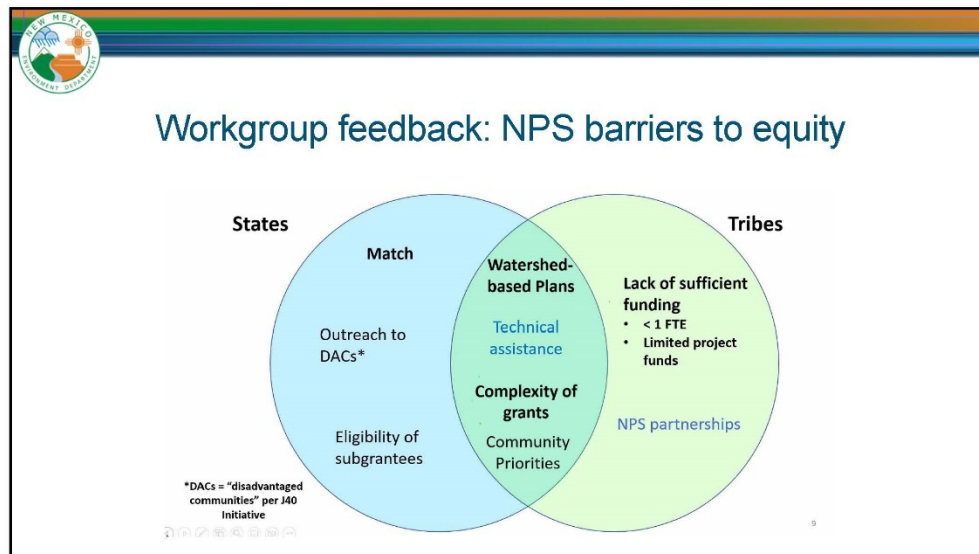 NEW MEXICO
ENVIRONMENT DEPARTMENT
Workgroup feedback: NPS barriers to equity
States
Tribes
Match
Outreach to
DACs*
Eligibility of
subgrantees
Watershed-
based Plans
Technical
assistance
Complexity of
grants
Community
Priorities
Lack of sufficient
funding
• < 1 FTE
• Limited project
funds
NPS partnerships
*DACs = "disadvantaged
communities" per J40
Initiative
9